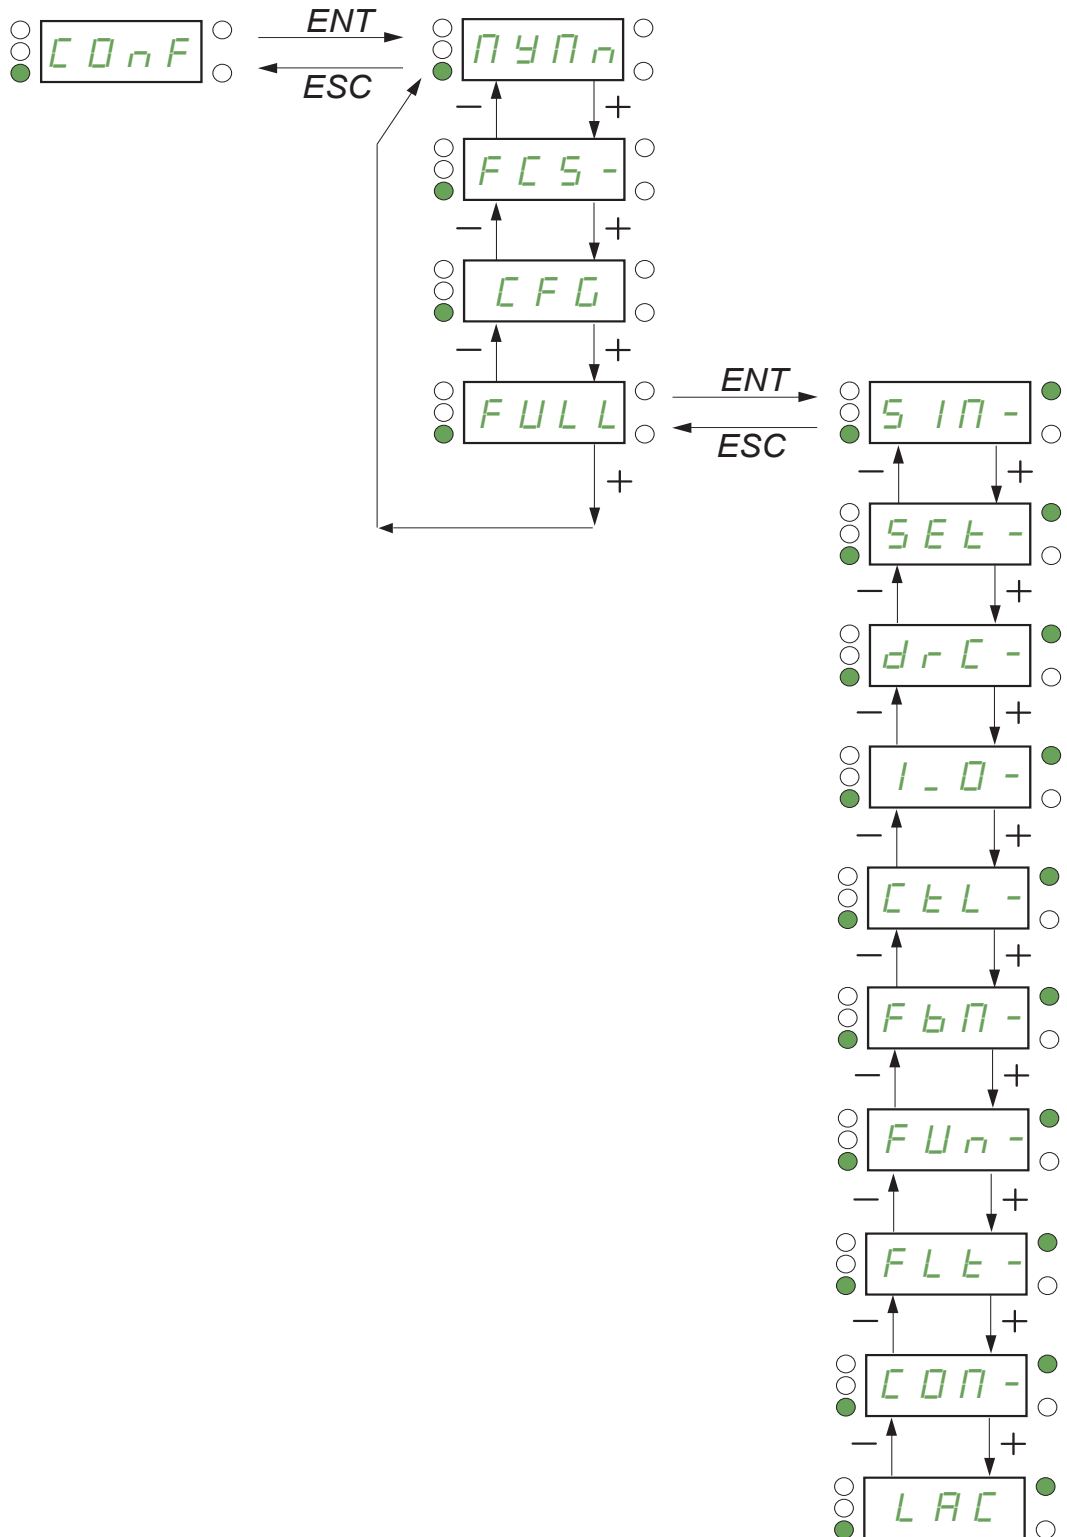 COnF
ENT
ESC
MYMn
−
+
FCS-
−
+
CFG
−
+
FULL
+
ENT
ESC
SIM-
−
+
SEt-
−
+
drC-
−
+
I_O-
−
+
CtL-
−
+
FbM-
−
+
FUn-
−
+
FLt-
−
+
COM-
−
+
LAC